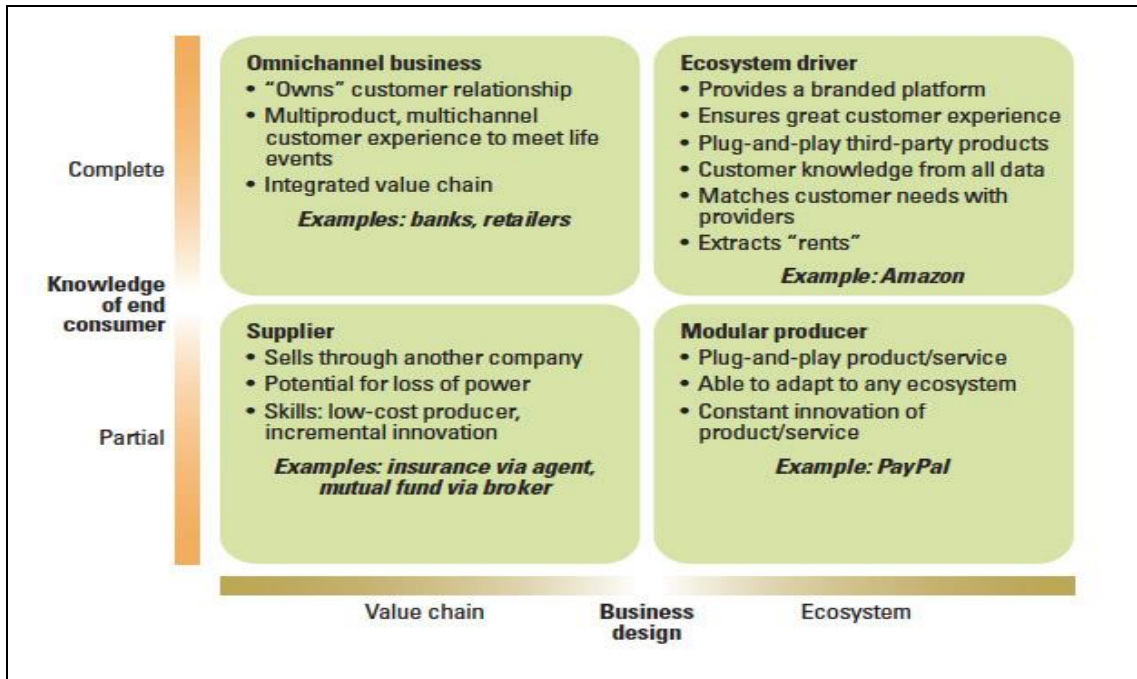 Omnichannel business
• “Owns” customer relationship
• Multiproduct, multichannel
customer experience to meet life
events
• Integrated value chain
Examples: banks, retailers
Ecosystem driver
• Provides a branded platform
• Ensures great customer experience
• Plug-and-play third-party products
• Customer knowledge from all data
• Matches customer needs with
providers
• Extracts “rents”
Example: Amazon
Complete
Knowledge
of end
consumer
Partial
Supplier
• Sells through another company
• Potential for loss of power
• Skills: low-cost producer,
incremental innovation
Examples: insurance via agent,
mutual fund via broker
Modular producer
• Plug-and-play product/service
• Able to adapt to any ecosystem
• Constant innovation of
product/service
Example: PayPal
Value chain
Business
design
Ecosystem